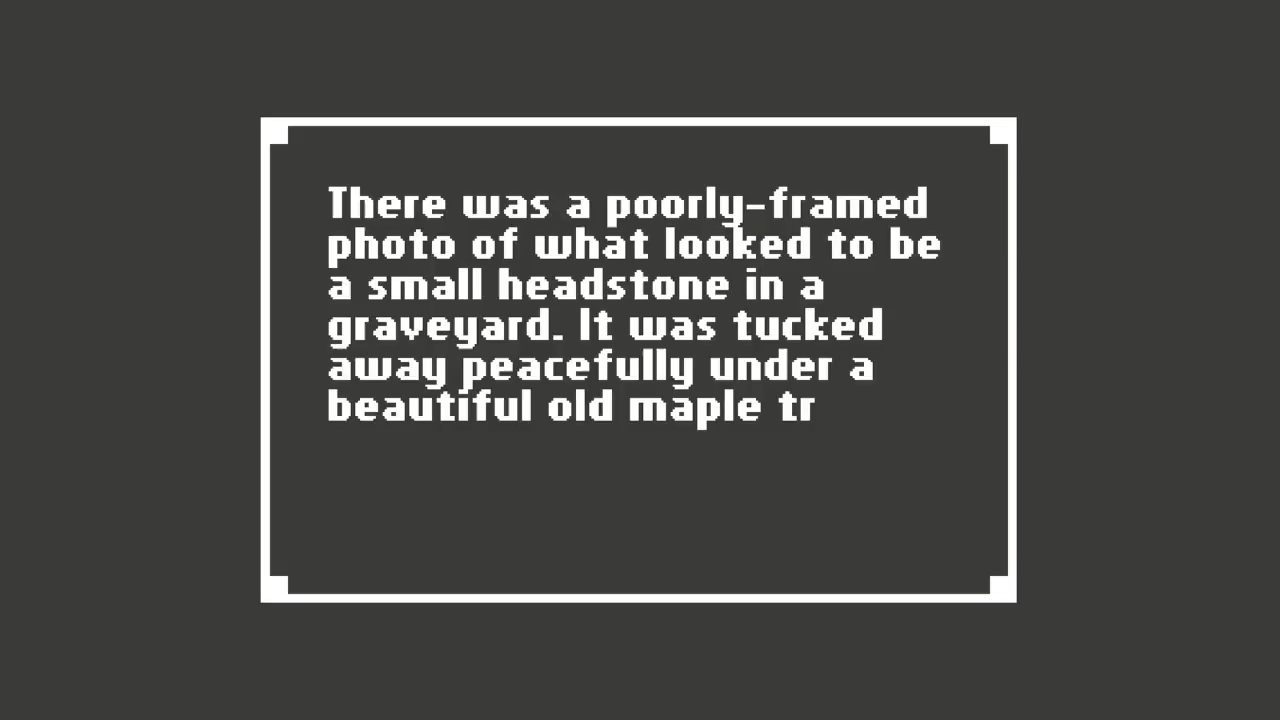 There was a poorly-framed
photo of what looked to be
a small headstone in a
graveyard. It was tucked
away peacefully under a
beautiful old maple tr